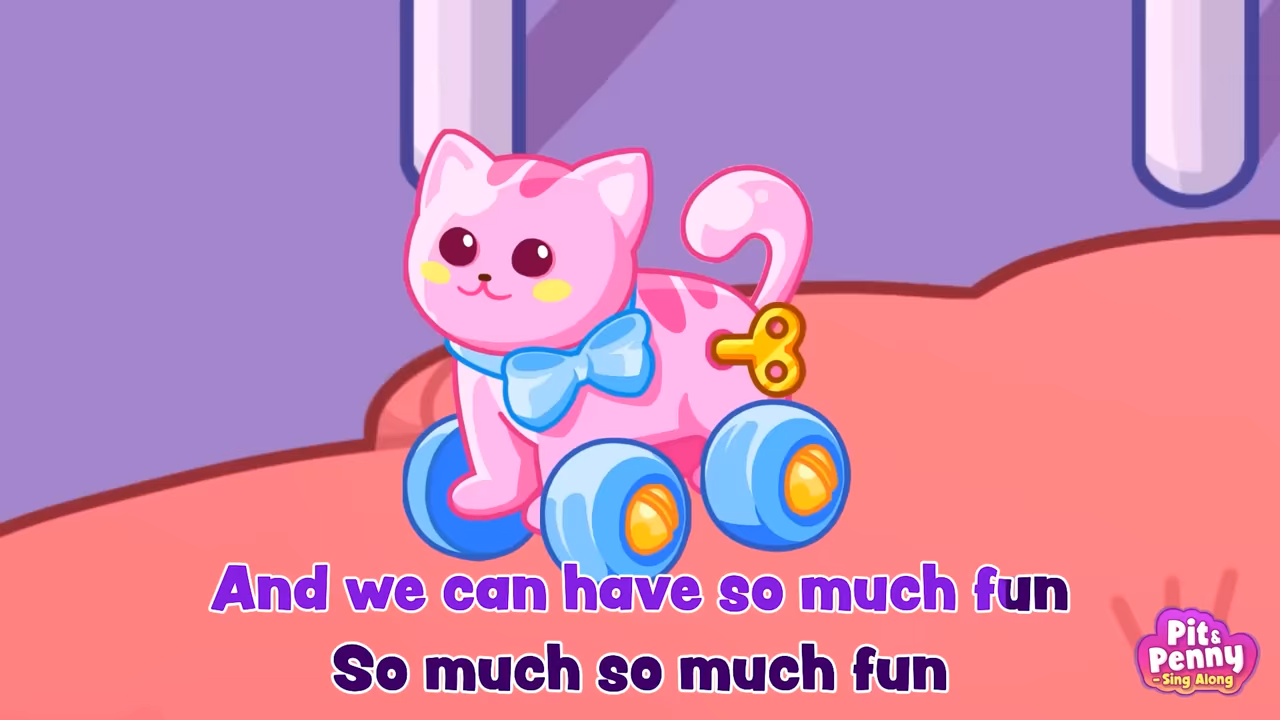 And we can have so much fun
So much so much fun
Pit &
Penny
- Sing Along